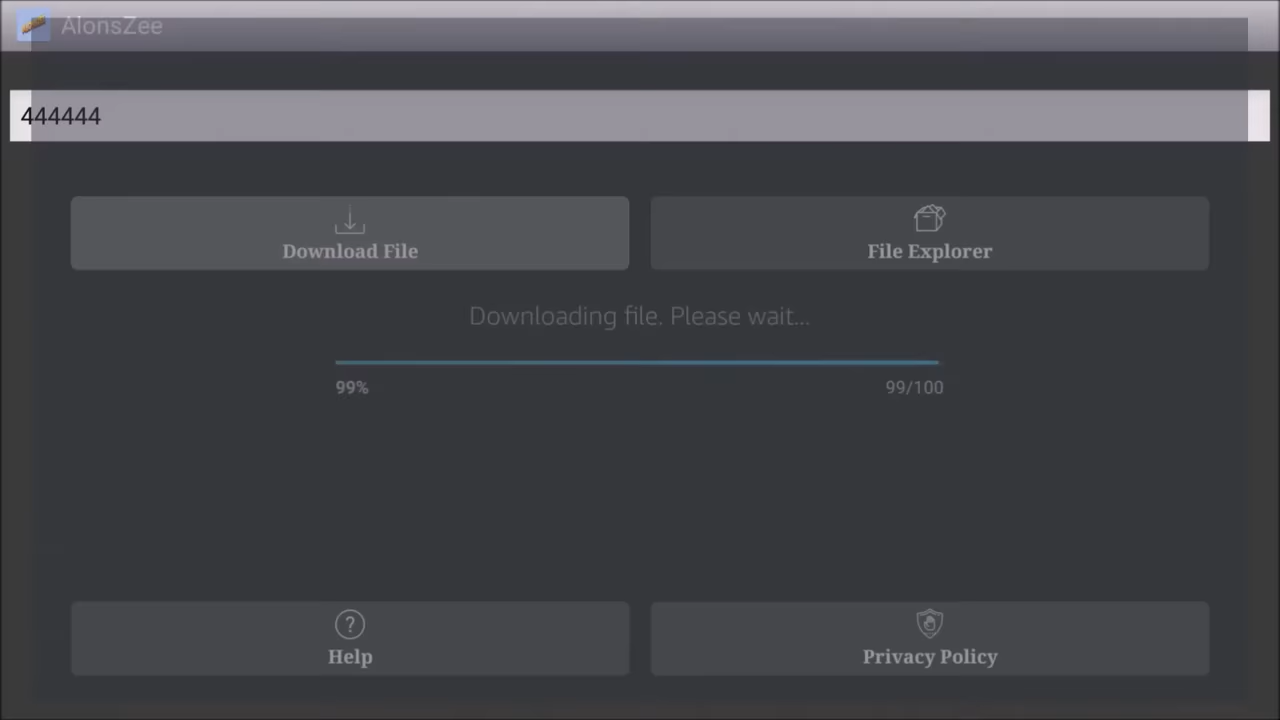 AlonsZee
444444
Download File
File Explorer
Downloading file. Please wait...
99%
99/100
Help
Privacy Policy